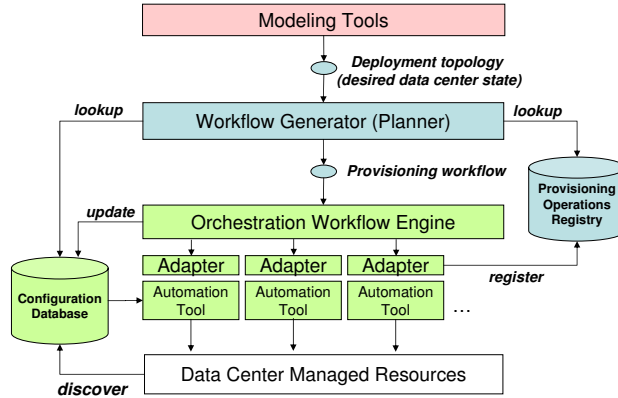 Modeling Tools
Deployment topology
(desired data center state)
lookup
Workflow Generator (Planner)
lookup
Provisioning workflow
Provisioning
Operations
Registry
update
Orchestration Workflow Engine
Adapter
Adapter
Adapter
register
Configuration
Database
Automation
Tool
Automation
Tool
Automation
Tool
...
Data Center Managed Resources
discover